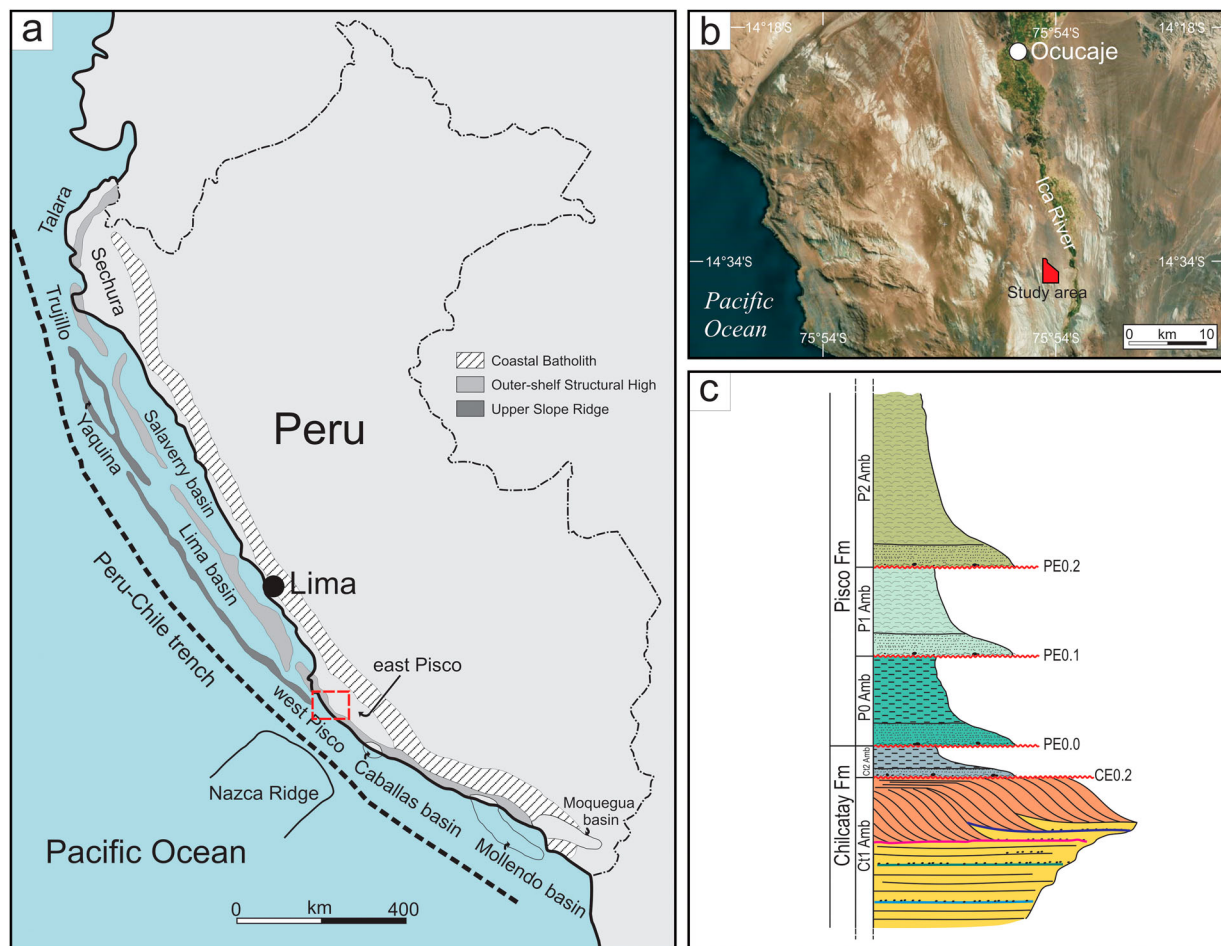 a
Talara
Sechura
Trujillo
Yaquina
Salaverry basin
Lima basin
Peru
Coastal Batholith
Outer-shelf Structural High
Upper Slope Ridge
Lima
Peru-Chile trench
east Pisco
west Pisco
Nazca Ridge
Caballas basin
Moquegua
basin
Mollendo basin
Pacific Ocean
0 km 400
b
14°18'S
75°54'S
14°18'S
Ocucaje
Ica River
14°34'S
14°34'S
Study area
Pacific
Ocean
75°54'S
75°54'S
0 km 10
c
Pisco Fm
P2 Amb
PE0.2
P1 Amb
PE0.1
P0 Amb
PE0.0
Chilcatay Fm
Ct2 Amb
CE0.2
Ct1 Amb